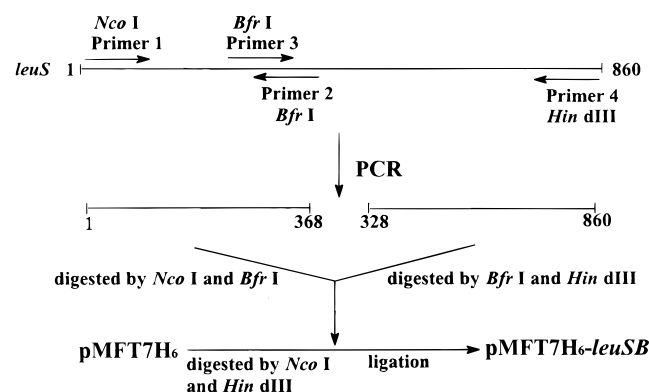 Nco I Bfr I
Primer 1 Primer 3
leuS 1 860
Primer 2 Primer 4
Bfr I Hin dIII
PCR
1 368 328 860
digested by Nco I and Bfr I digested by Bfr I and Hin dIII
pMFT7H₆ pMFT7H₆-leuSB
digested by Nco I ligation
and Hin dIII